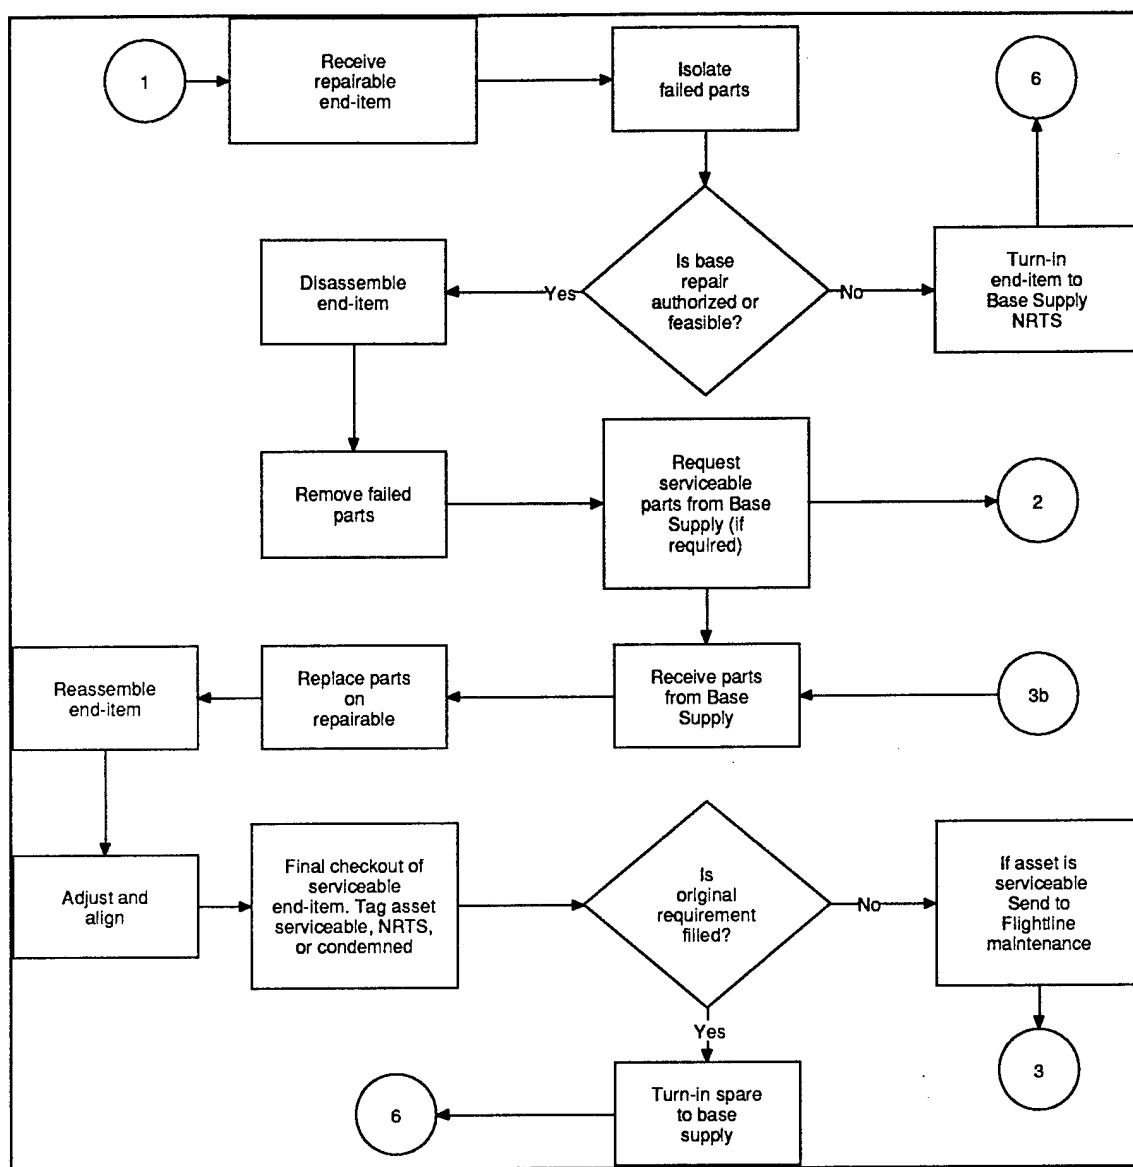 1
Receive
repairable
end-item
Isolate
failed parts
6
Disassemble
end-item
Yes
Is base
repair
authorized or
feasible?
No
Turn-in
end-item to
Base Supply
NRTS
Remove failed
parts
Request
serviceable
parts from Base
Supply (if
required)
2
Reassemble
end-item
Replace parts
on
repairable
Receive parts
from Base
Supply
3b
Adjust and
align
Final checkout of
serviceable
end-item. Tag asset
serviceable, NRTS,
or condemned
Is
original
requirement
filled?
No
If asset is
serviceable
Send to
Flightline
maintenance
Yes
3
6
Turn-in spare
to base
supply